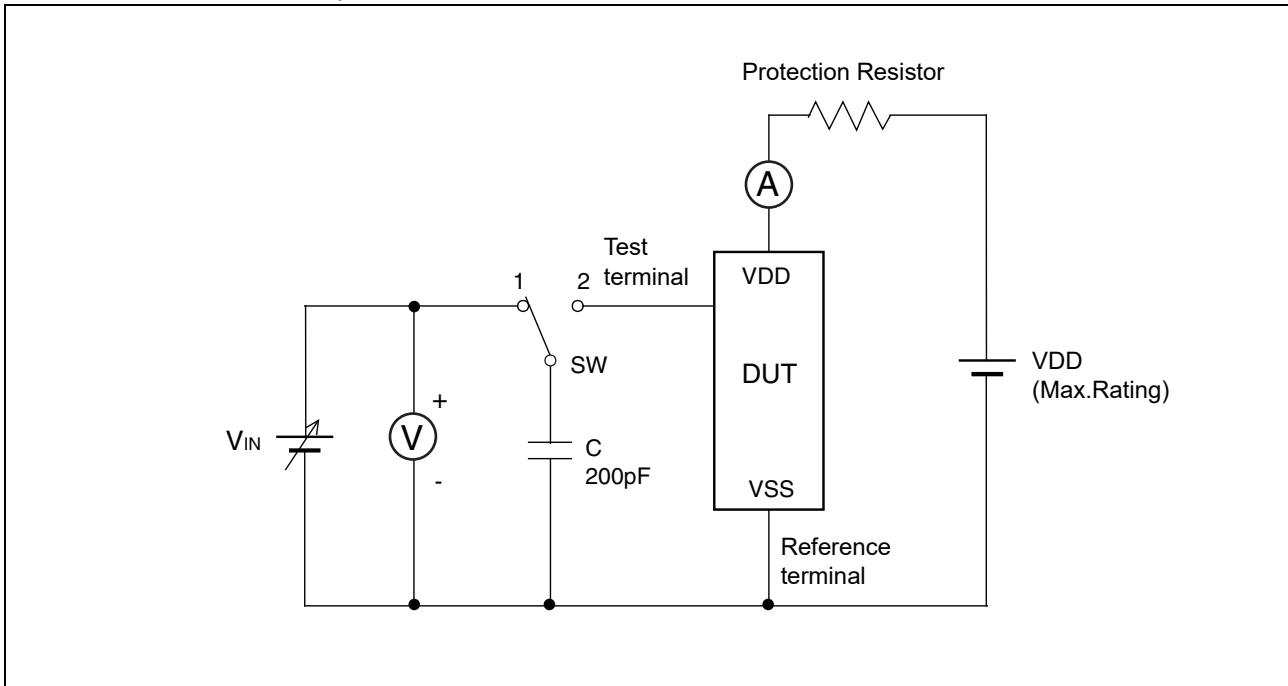 Protection Resistor
A
Test
terminal
1
2
VDD
SW
DUT
VDD
(Max.Rating)
VIN
+
V
-
C
200pF
VSS
Reference
terminal